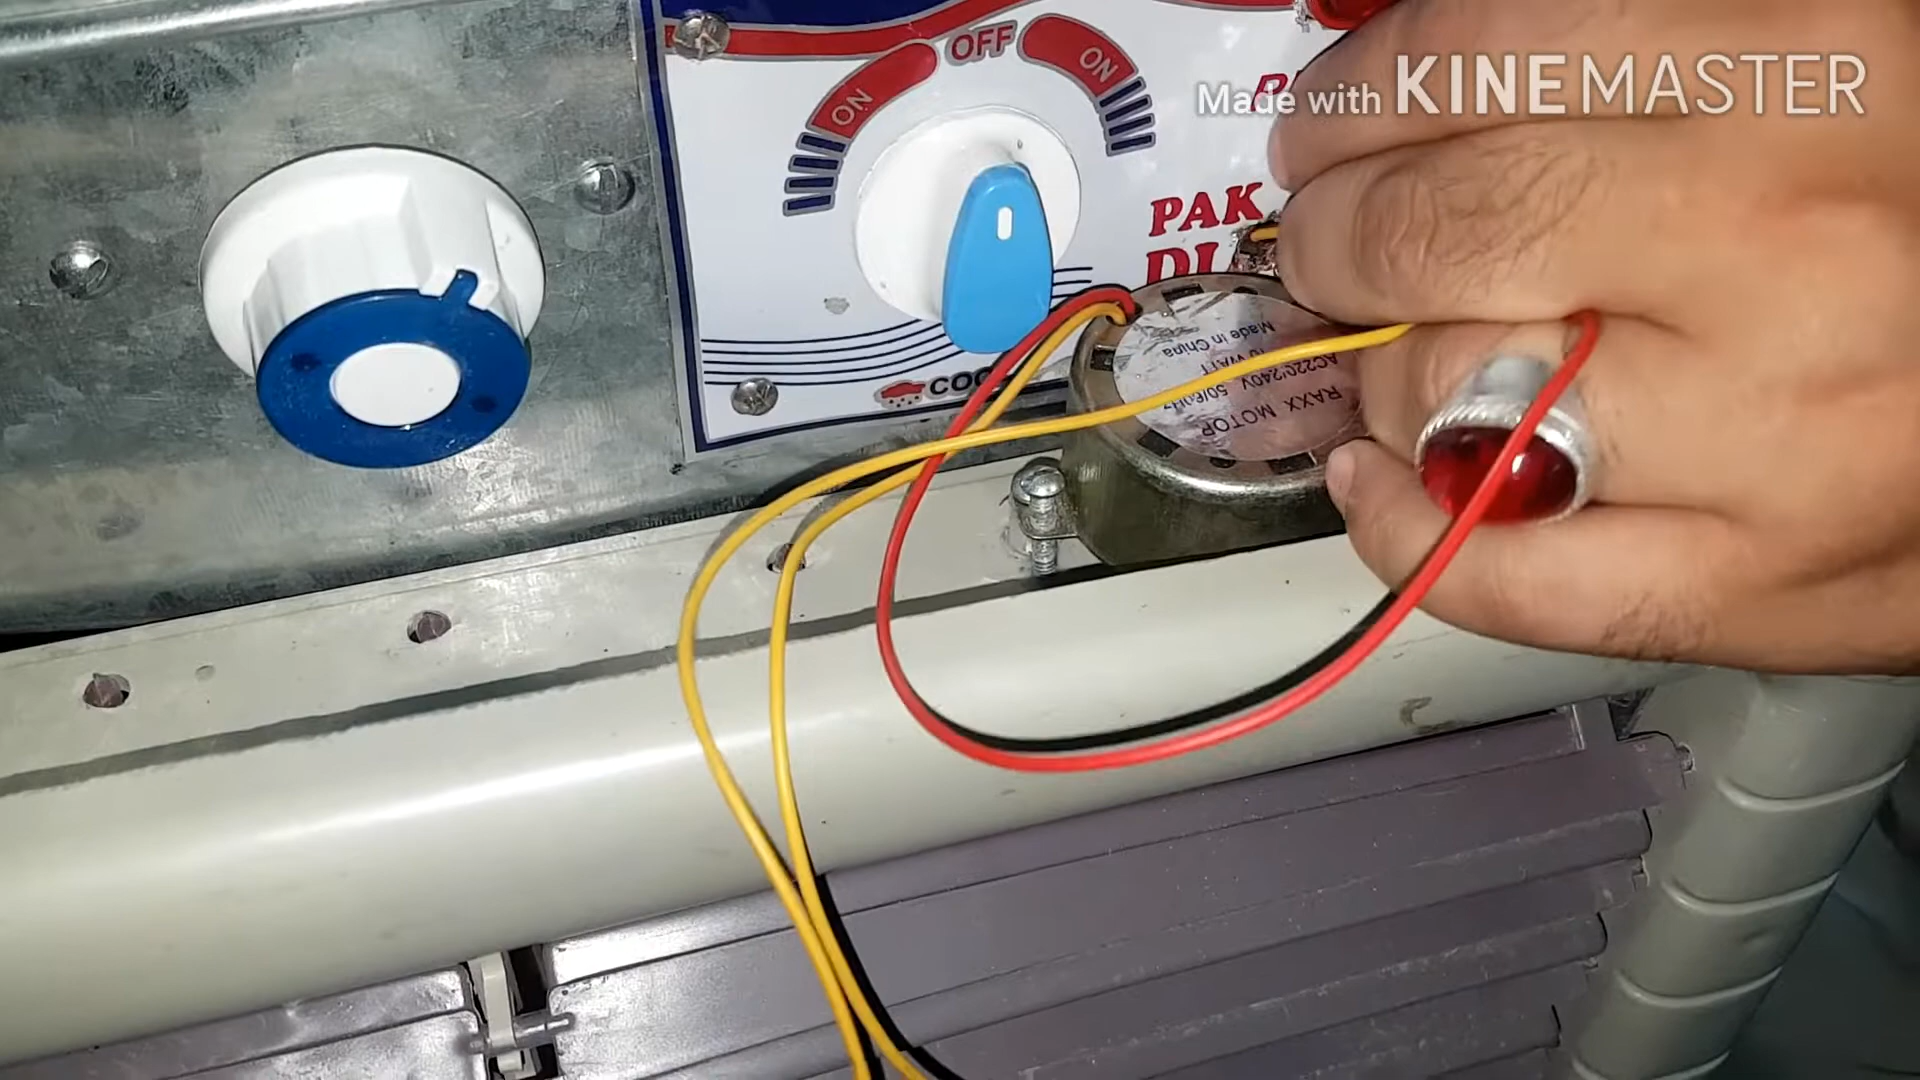 Made with KINEMASTER
OFF
ON
ON
PAK
COO
RAXX MOTOR
AC220/240V 50/60Hz
WATT
Made in China